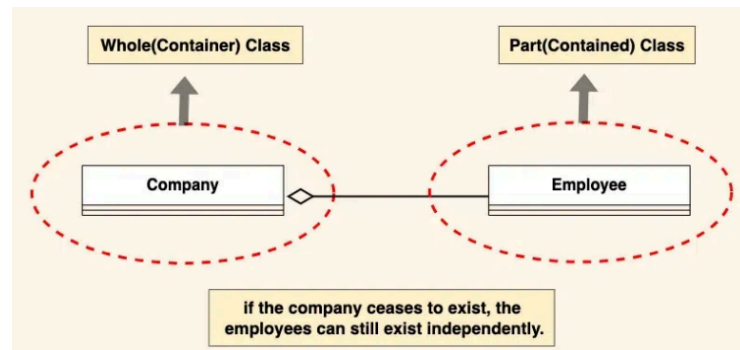 Whole(Container) Class
Part(Contained) Class
Company
Employee
if the company ceases to exist, the
employees can still exist independently.